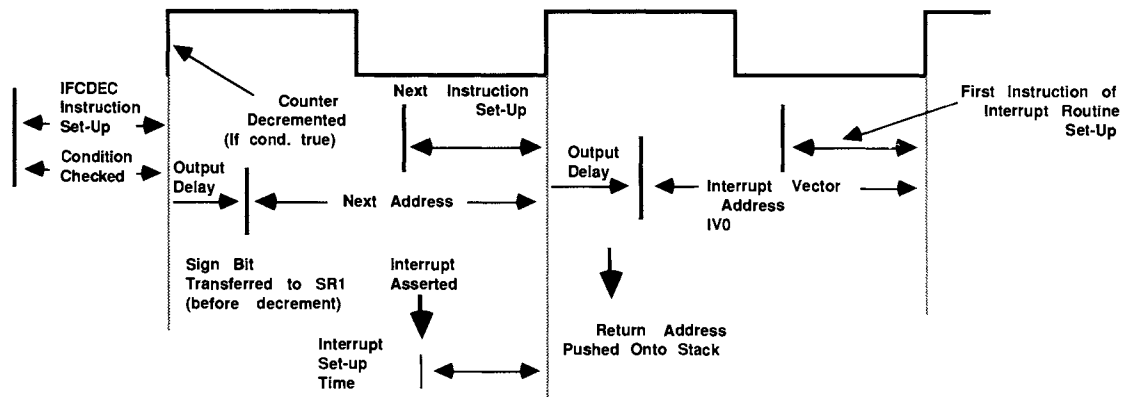 IFCDEC
Instruction
Set-Up
Condition
Checked
Counter
Decremented
(If cond. true)
Output
Delay
Next Address
Sign Bit
Transferred to SR1
(before decrement)
Next Instruction
Set-Up
Interrupt
Asserted
Interrupt
Set-up
Time
Output
Delay
Interrupt Vector
Address
IV0
Return Address
Pushed Onto Stack
First Instruction of
Interrupt Routine
Set-Up